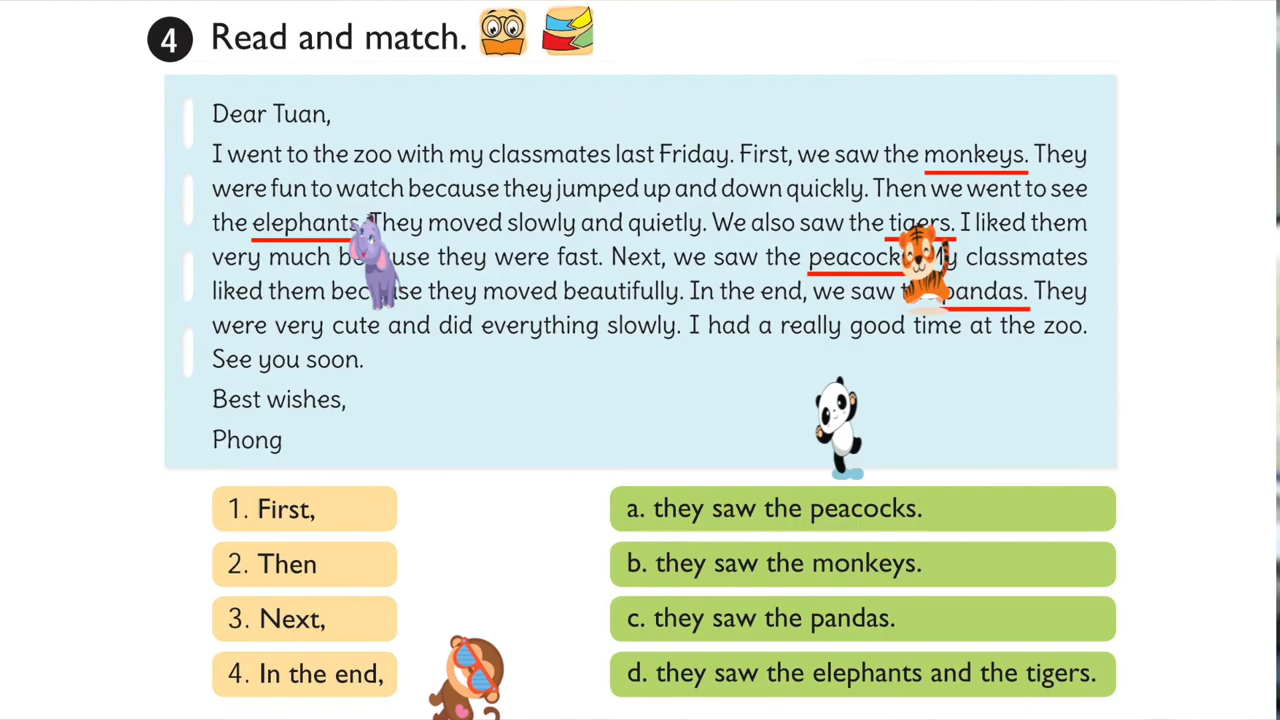 4 Read and match.
Dear Tuan,
I went to the zoo with my classmates last Friday. First, we saw the monkeys. They
were fun to watch because they jumped up and down quickly. Then we went to see
the elephants. They moved slowly and quietly. We also saw the tigers. I liked them
very much because they were fast. Next, we saw the peacocks. My classmates
liked them because they moved beautifully. In the end, we saw the pandas. They
were very cute and did everything slowly. I had a really good time at the zoo.
See you soon.
Best wishes,
Phong
1. First,
a. they saw the peacocks.
2. Then
b. they saw the monkeys.
3. Next,
c. they saw the pandas.
4. In the end,
d. they saw the elephants and the tigers.